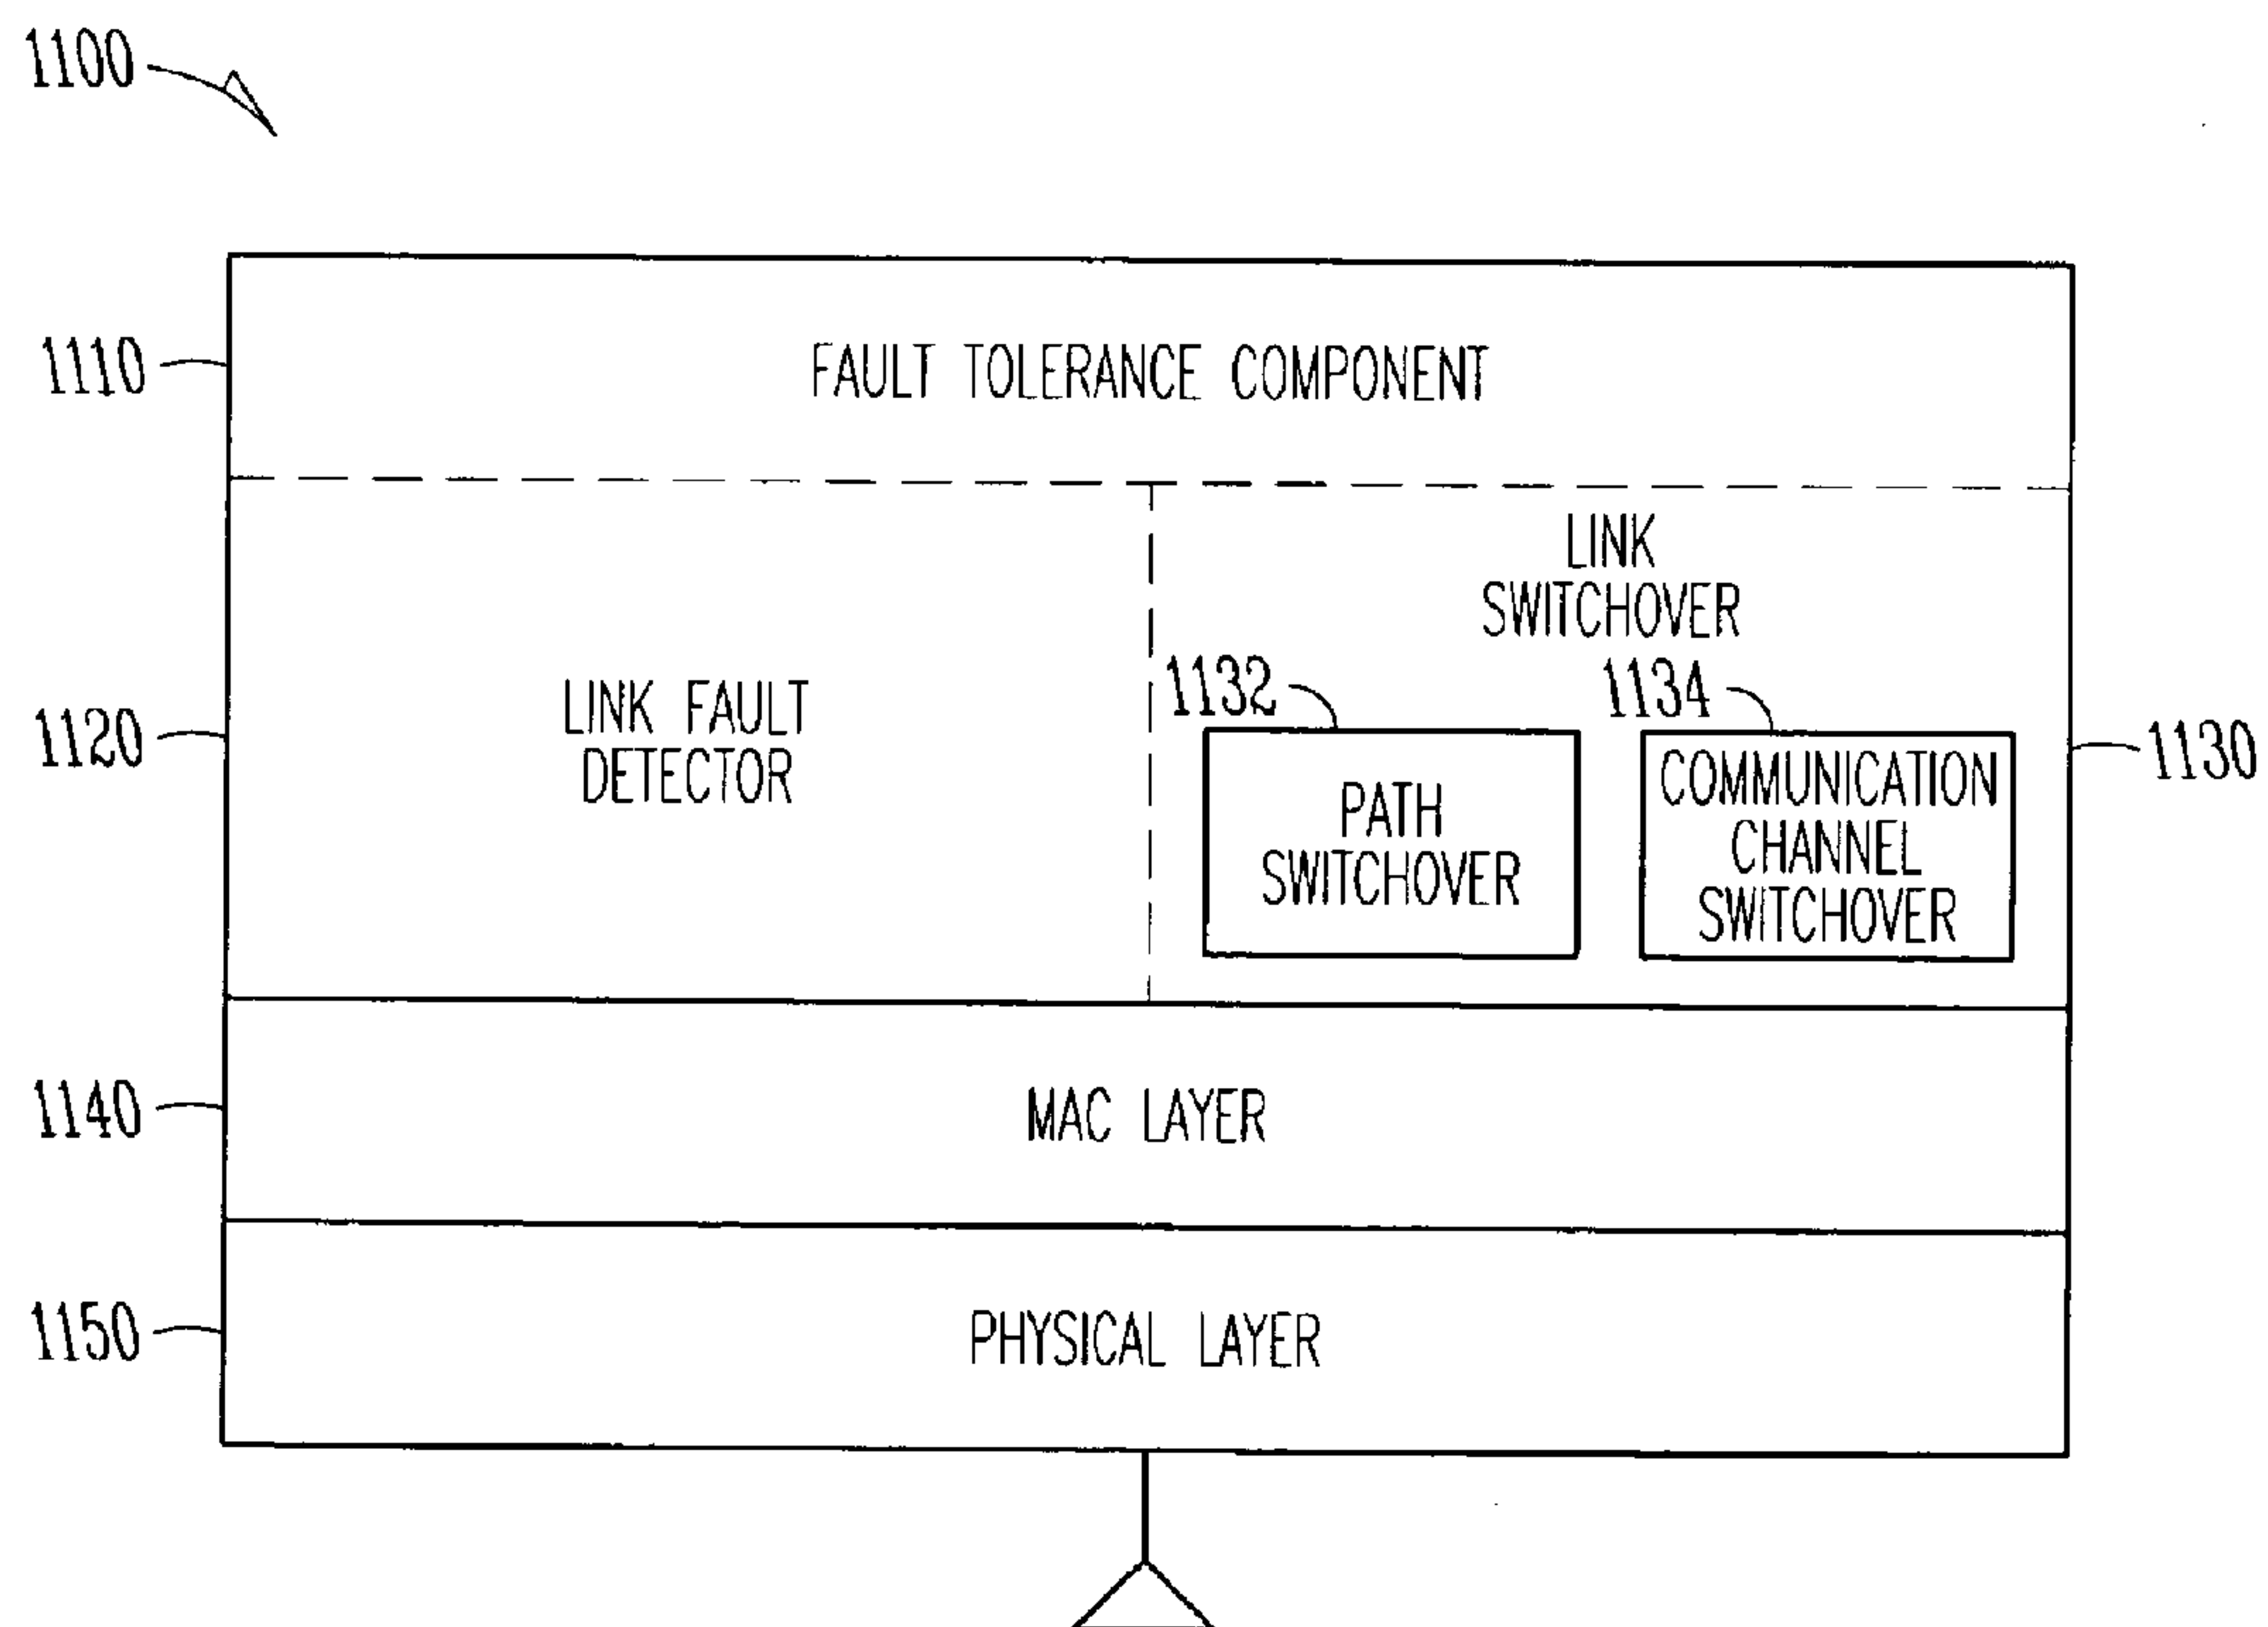 1100
1110
FAULT TOLERANCE COMPONENT
LINK
SWITCHOVER
1120
LINK FAULT
DETECTOR
1132
1134
PATH
SWITCHOVER
COMMUNICATION
CHANNEL
SWITCHOVER
1130
1140
MAC LAYER
1150
PHYSICAL LAYER